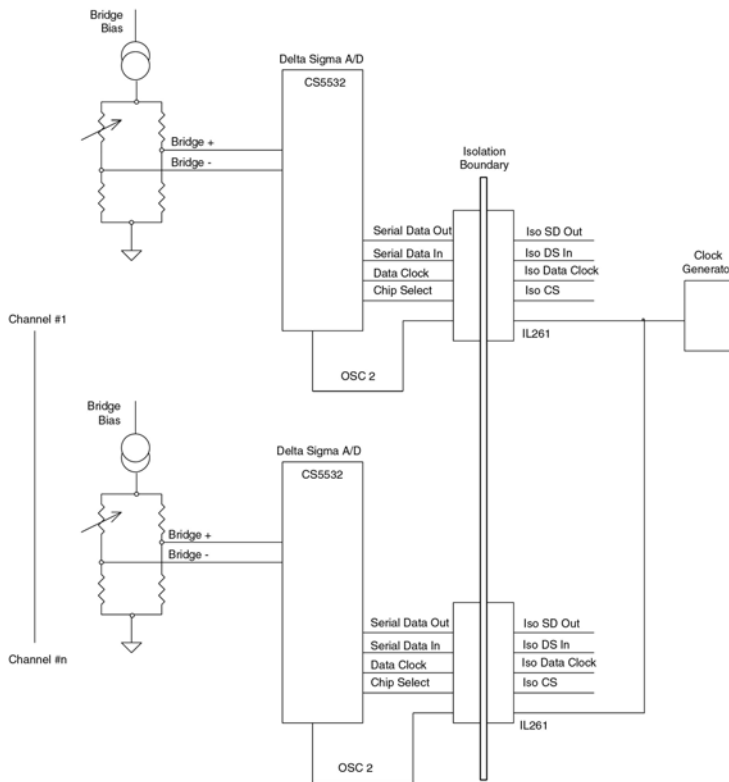 Bridge
Bias
Delta Sigma A/D
CS5532
Bridge +
Bridge -
Isolation
Boundary
Serial Data Out
Serial Data In
Data Clock
Chip Select
Iso SD Out
Iso DS In
Iso Data Clock
Iso CS
Clock
Generator
IL261
OSC 2
Channel #1
Bridge
Bias
Delta Sigma A/D
CS5532
Bridge +
Bridge -
Serial Data Out
Serial Data In
Data Clock
Chip Select
Iso SD Out
Iso DS In
Iso Data Clock
Iso CS
IL261
OSC 2
Channel #n